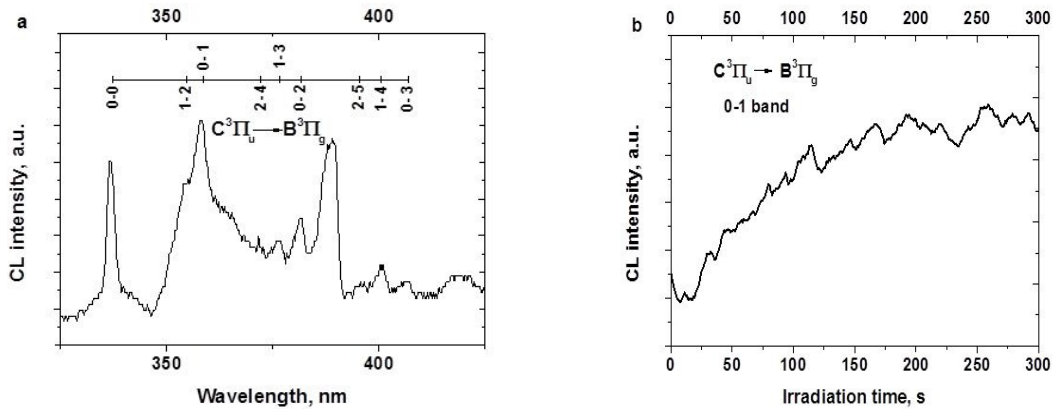 a
350 400
0-0 1-2 0-1 2-4 1-3 0-2 2-5 1-4 0-3
C³Πᵤ→B³Π_g
CL intensity, a.u.
350 400
Wavelength, nm
b
0 50 100 150 200 250 300
C³Πᵤ→B³Π_g
0-1 band
CL intensity, a.u.
0 50 100 150 200 250 300
Irradiation time, s